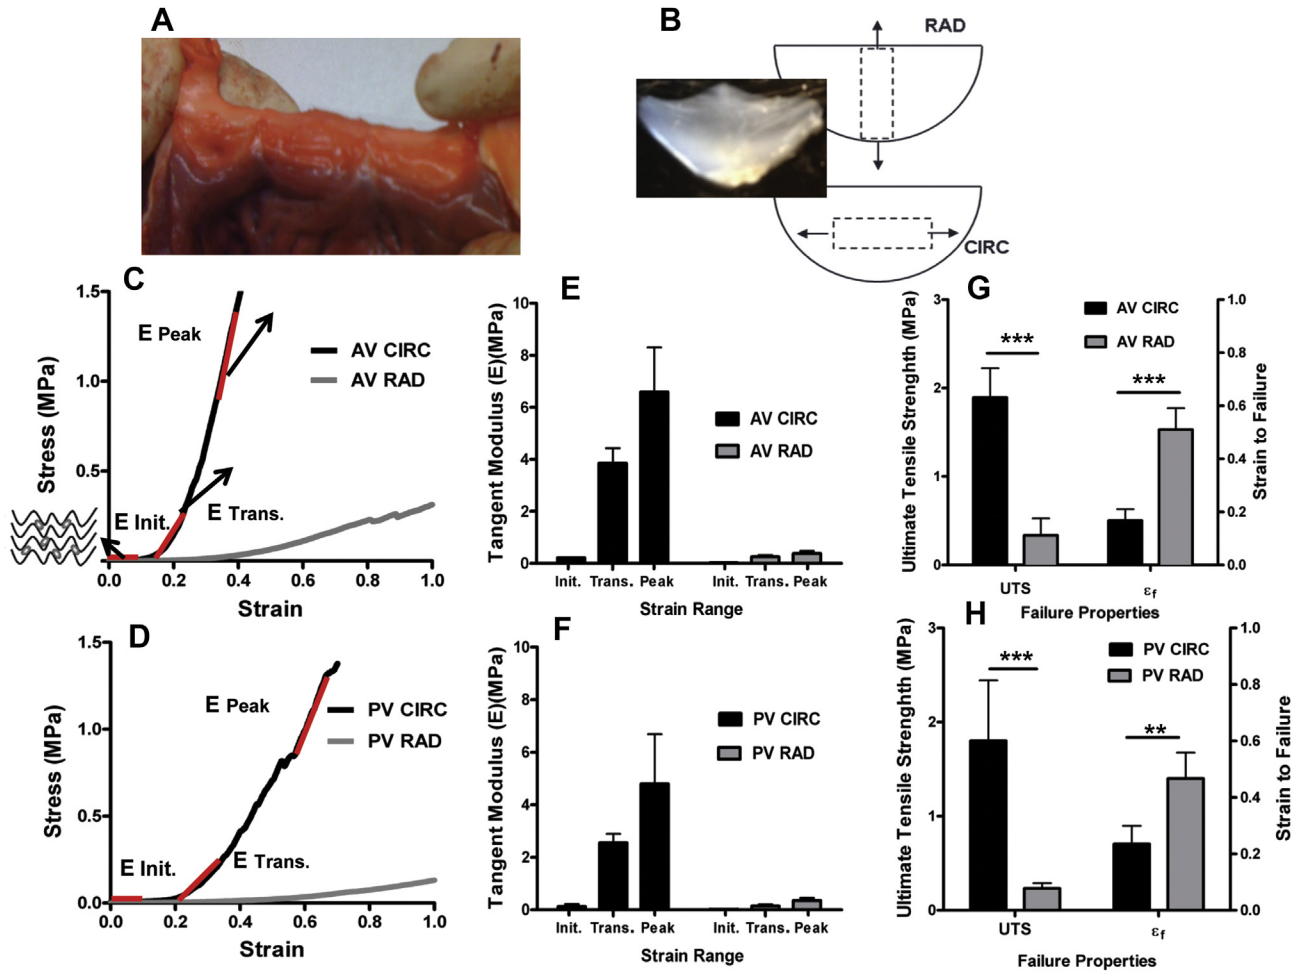 A
B
RAD
CIRC
C
1.5
1.0
0.5
Stress (MPa)
E Peak
AV CIRC
AV RAD
E Init.
E Trans.
0.0 0.2 0.4 0.6 0.8 1.0
Strain
D
1.5
1.0
0.5
0.0
Stress (MPa)
E Peak
PV CIRC
PV RAD
E Init.
E Trans.
0.0 0.2 0.4 0.6 0.8 1.0
Strain
E
10
8
6
4
2
0
Tangent Modulus (E)(MPa)
AV CIRC
AV RAD
Init. Trans. Peak Init. Trans. Peak
Strain Range
F
10
8
6
4
2
0
Tangent Modulus (E)(MPa)
PV CIRC
PV RAD
Init. Trans. Peak Init. Trans. Peak
Strain Range
G
3
2
1
0
Ultimate Tensile Strenghth (MPa)
AV CIRC
AV RAD
***
***
1.0
0.8
0.6
0.4
0.2
0.0
Strain to Failure
UTS εf
Failure Properties
H
3
2
1
0
Ultimate Tensile Strenghth (MPa)
PV CIRC
PV RAD
***
**
1.0
0.8
0.6
0.4
0.2
0.0
Strain to Failure
UTS εf
Failure Properties